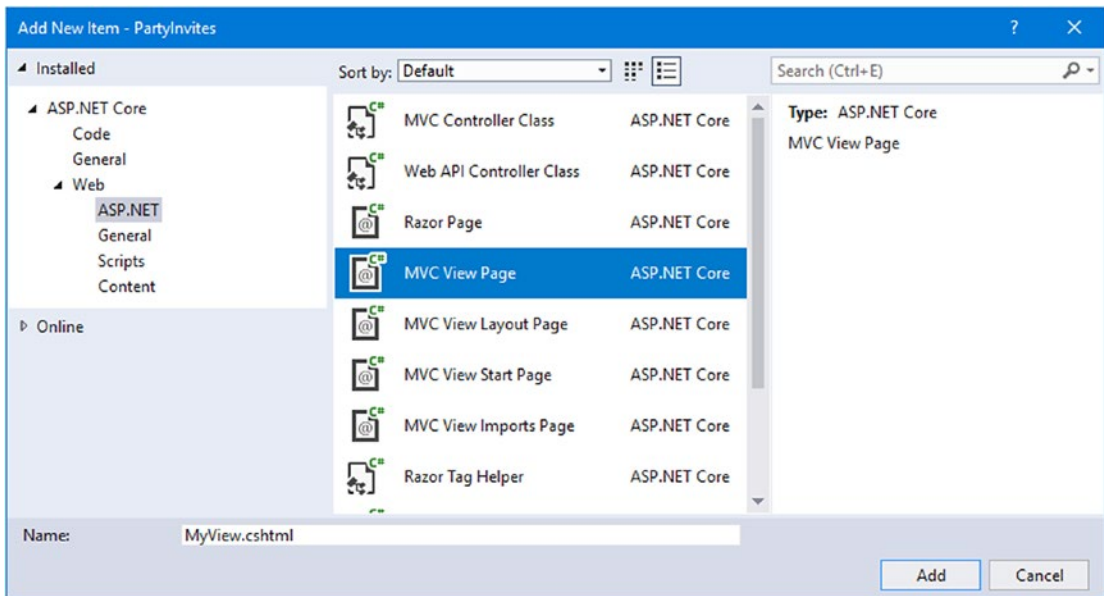 Add New Item - PartyInvites ? ×
Installed
ASP.NET Core
Code
General
Web
ASP.NET
General
Scripts
Content
Online
Sort by: Default
Search (Ctrl+E)
C# MVC Controller Class ASP.NET Core
C# Web API Controller Class ASP.NET Core
C# @ Razor Page ASP.NET Core
C# @ MVC View Page ASP.NET Core
C# @ MVC View Layout Page ASP.NET Core
C# @ MVC View Start Page ASP.NET Core
C# @ MVC View Imports Page ASP.NET Core
C# Razor Tag Helper ASP.NET Core
Type: ASP.NET Core
MVC View Page
Name: MyView.cshtml
Add Cancel